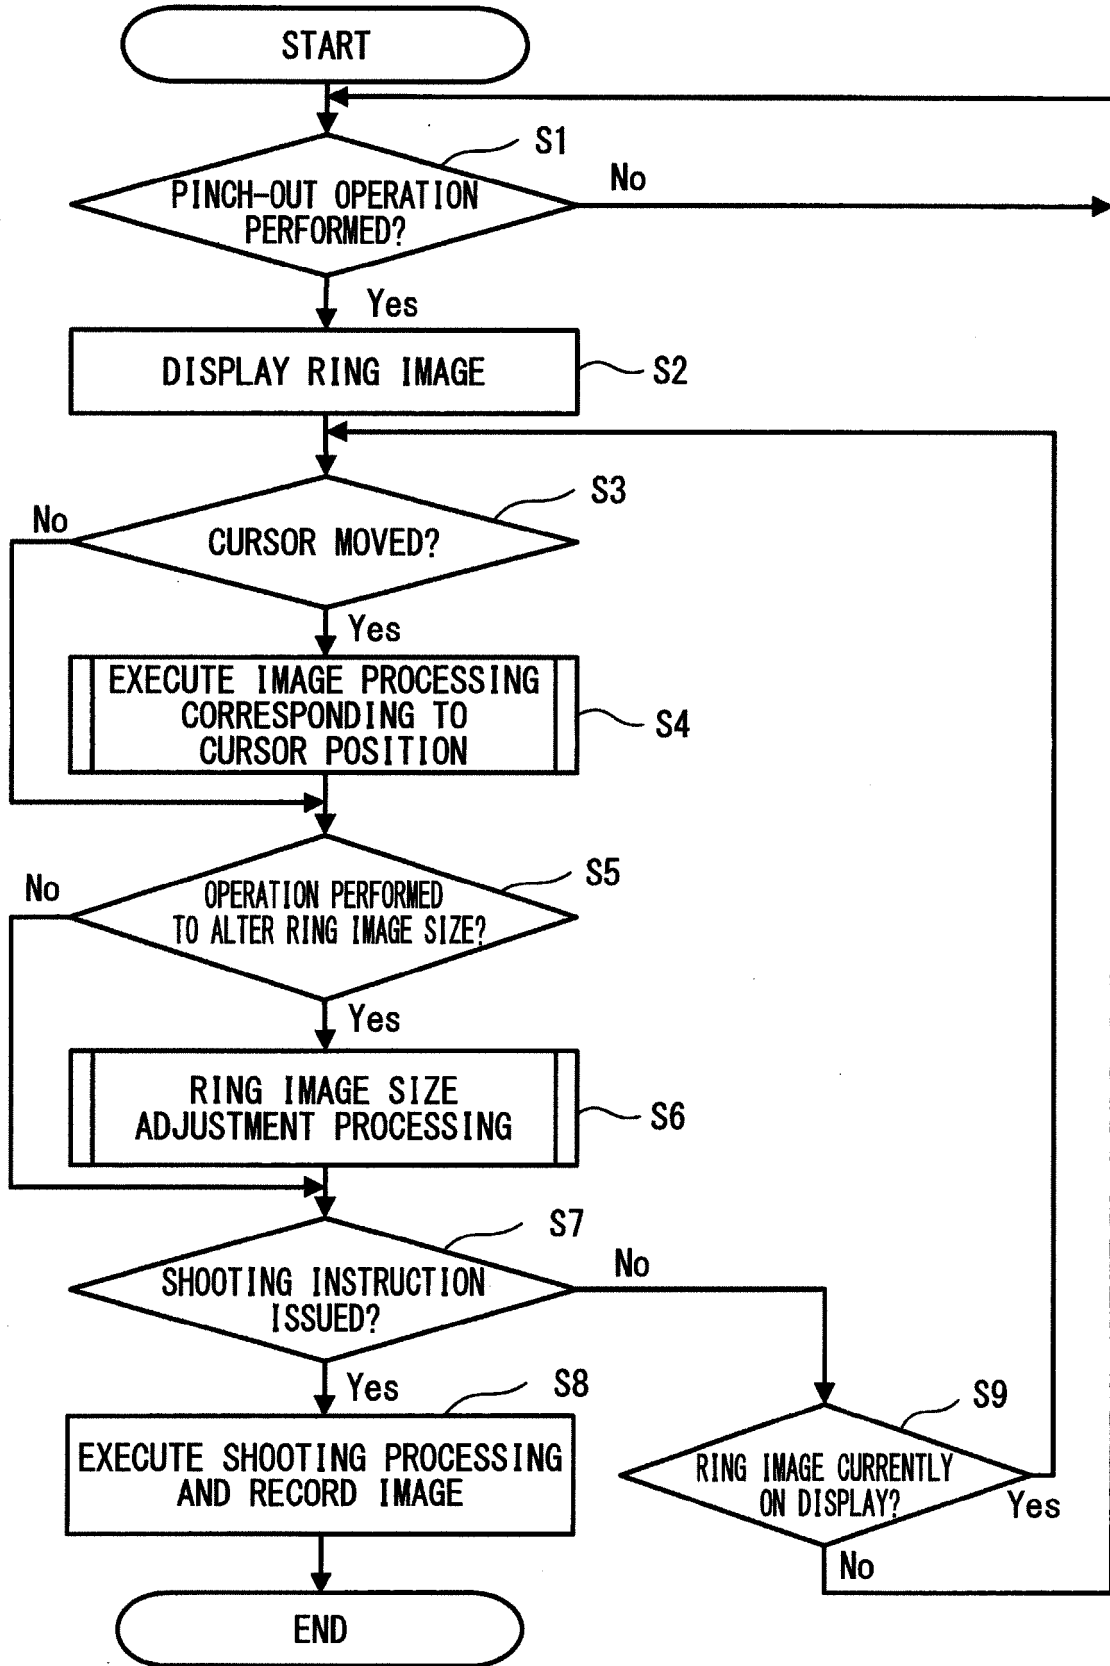 START
S1
PINCH-OUT OPERATION
PERFORMED?
No
Yes
DISPLAY RING IMAGE
S2
S3
No
CURSOR MOVED?
Yes
EXECUTE IMAGE PROCESSING
CORRESPONDING TO
CURSOR POSITION
S4
S5
No
OPERATION PERFORMED
TO ALTER RING IMAGE SIZE?
Yes
RING IMAGE SIZE
ADJUSTMENT PROCESSING
S6
S7
No
SHOOTING INSTRUCTION
ISSUED?
Yes
S8
EXECUTE SHOOTING PROCESSING
AND RECORD IMAGE
S9
RING IMAGE CURRENTLY
ON DISPLAY?
Yes
No
END